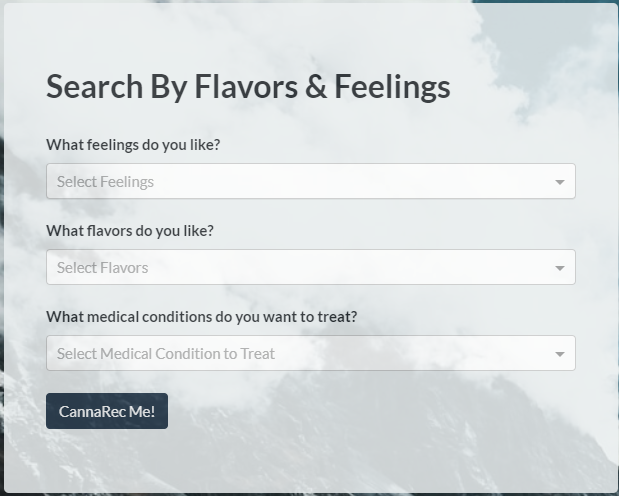 Search By Flavors & Feelings
What feelings do you like?
Select Feelings
What flavors do you like?
Select Flavors
What medical conditions do you want to treat?
Select Medical Condition to Treat
CannaRec Me!